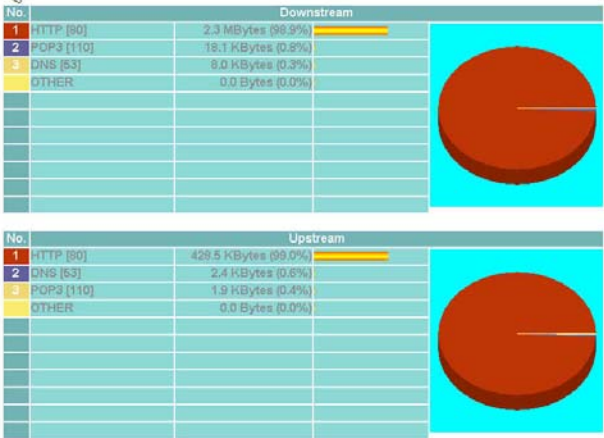 No. Downstream
1 HTTP [80] 2.3 MBytes (98.9%)
2 POP3 [110] 18.1 KBytes (0.8%)
3 DNS [53] 8.0 KBytes (0.3%)
OTHER 0.0 Bytes (0.0%)
No. Upstream
1 HTTP [80] 428.5 KBytes (99.0%)
2 DNS [53] 2.4 KBytes (0.6%)
3 POP3 [110] 1.9 KBytes (0.4%)
OTHER 0.0 Bytes (0.0%)